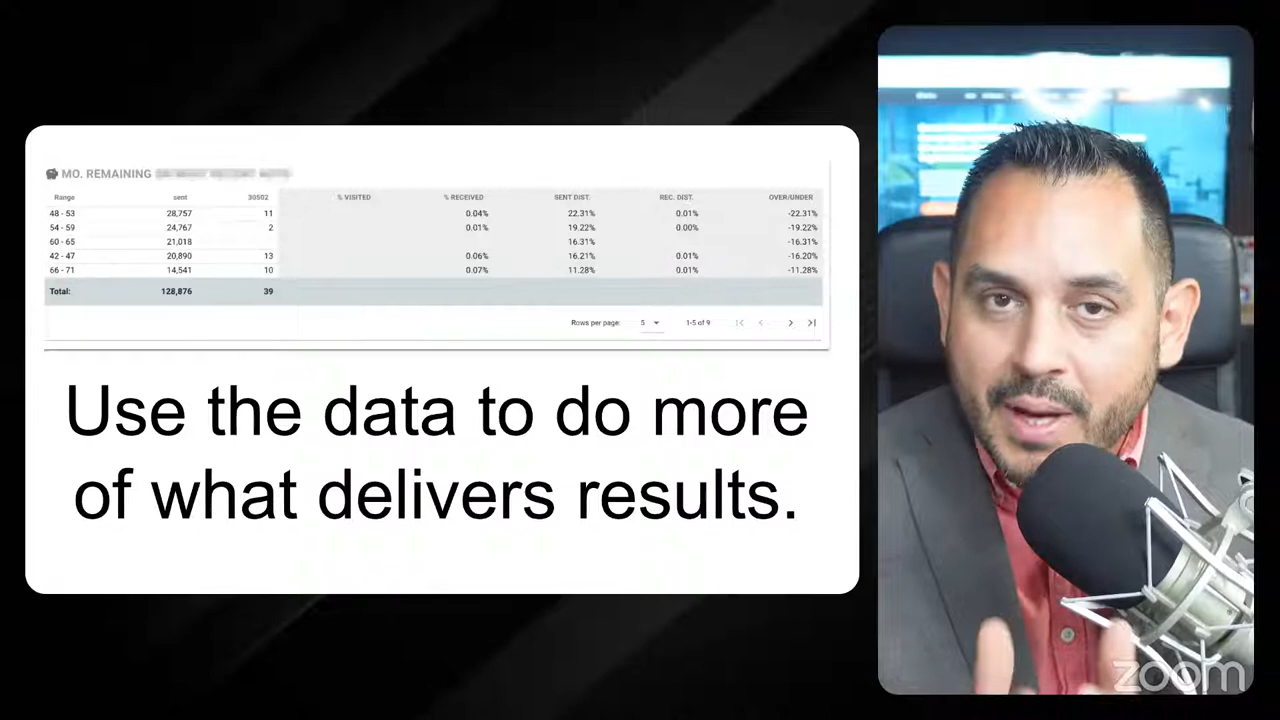 MO. REMAINING
Range sent 30502 % VISITED % RECEIVED SENT DIST. REC. DIST. OVER/UNDER
48 - 53 28,757 11 0.04% 22.31% 0.01% -22.31%
54 - 59 24,767 2 0.01% 19.22% 0.00% -19.22%
60 - 65 21,018 16.31% -16.31%
42 - 47 20,890 13 0.06% 16.21% 0.01% -16.20%
66 - 71 14,541 10 0.07% 11.28% 0.01% -11.28%
Total: 128,876 39
Rows per page: 5 1-5 of 9
Use the data to do more
of what delivers results.
zoom